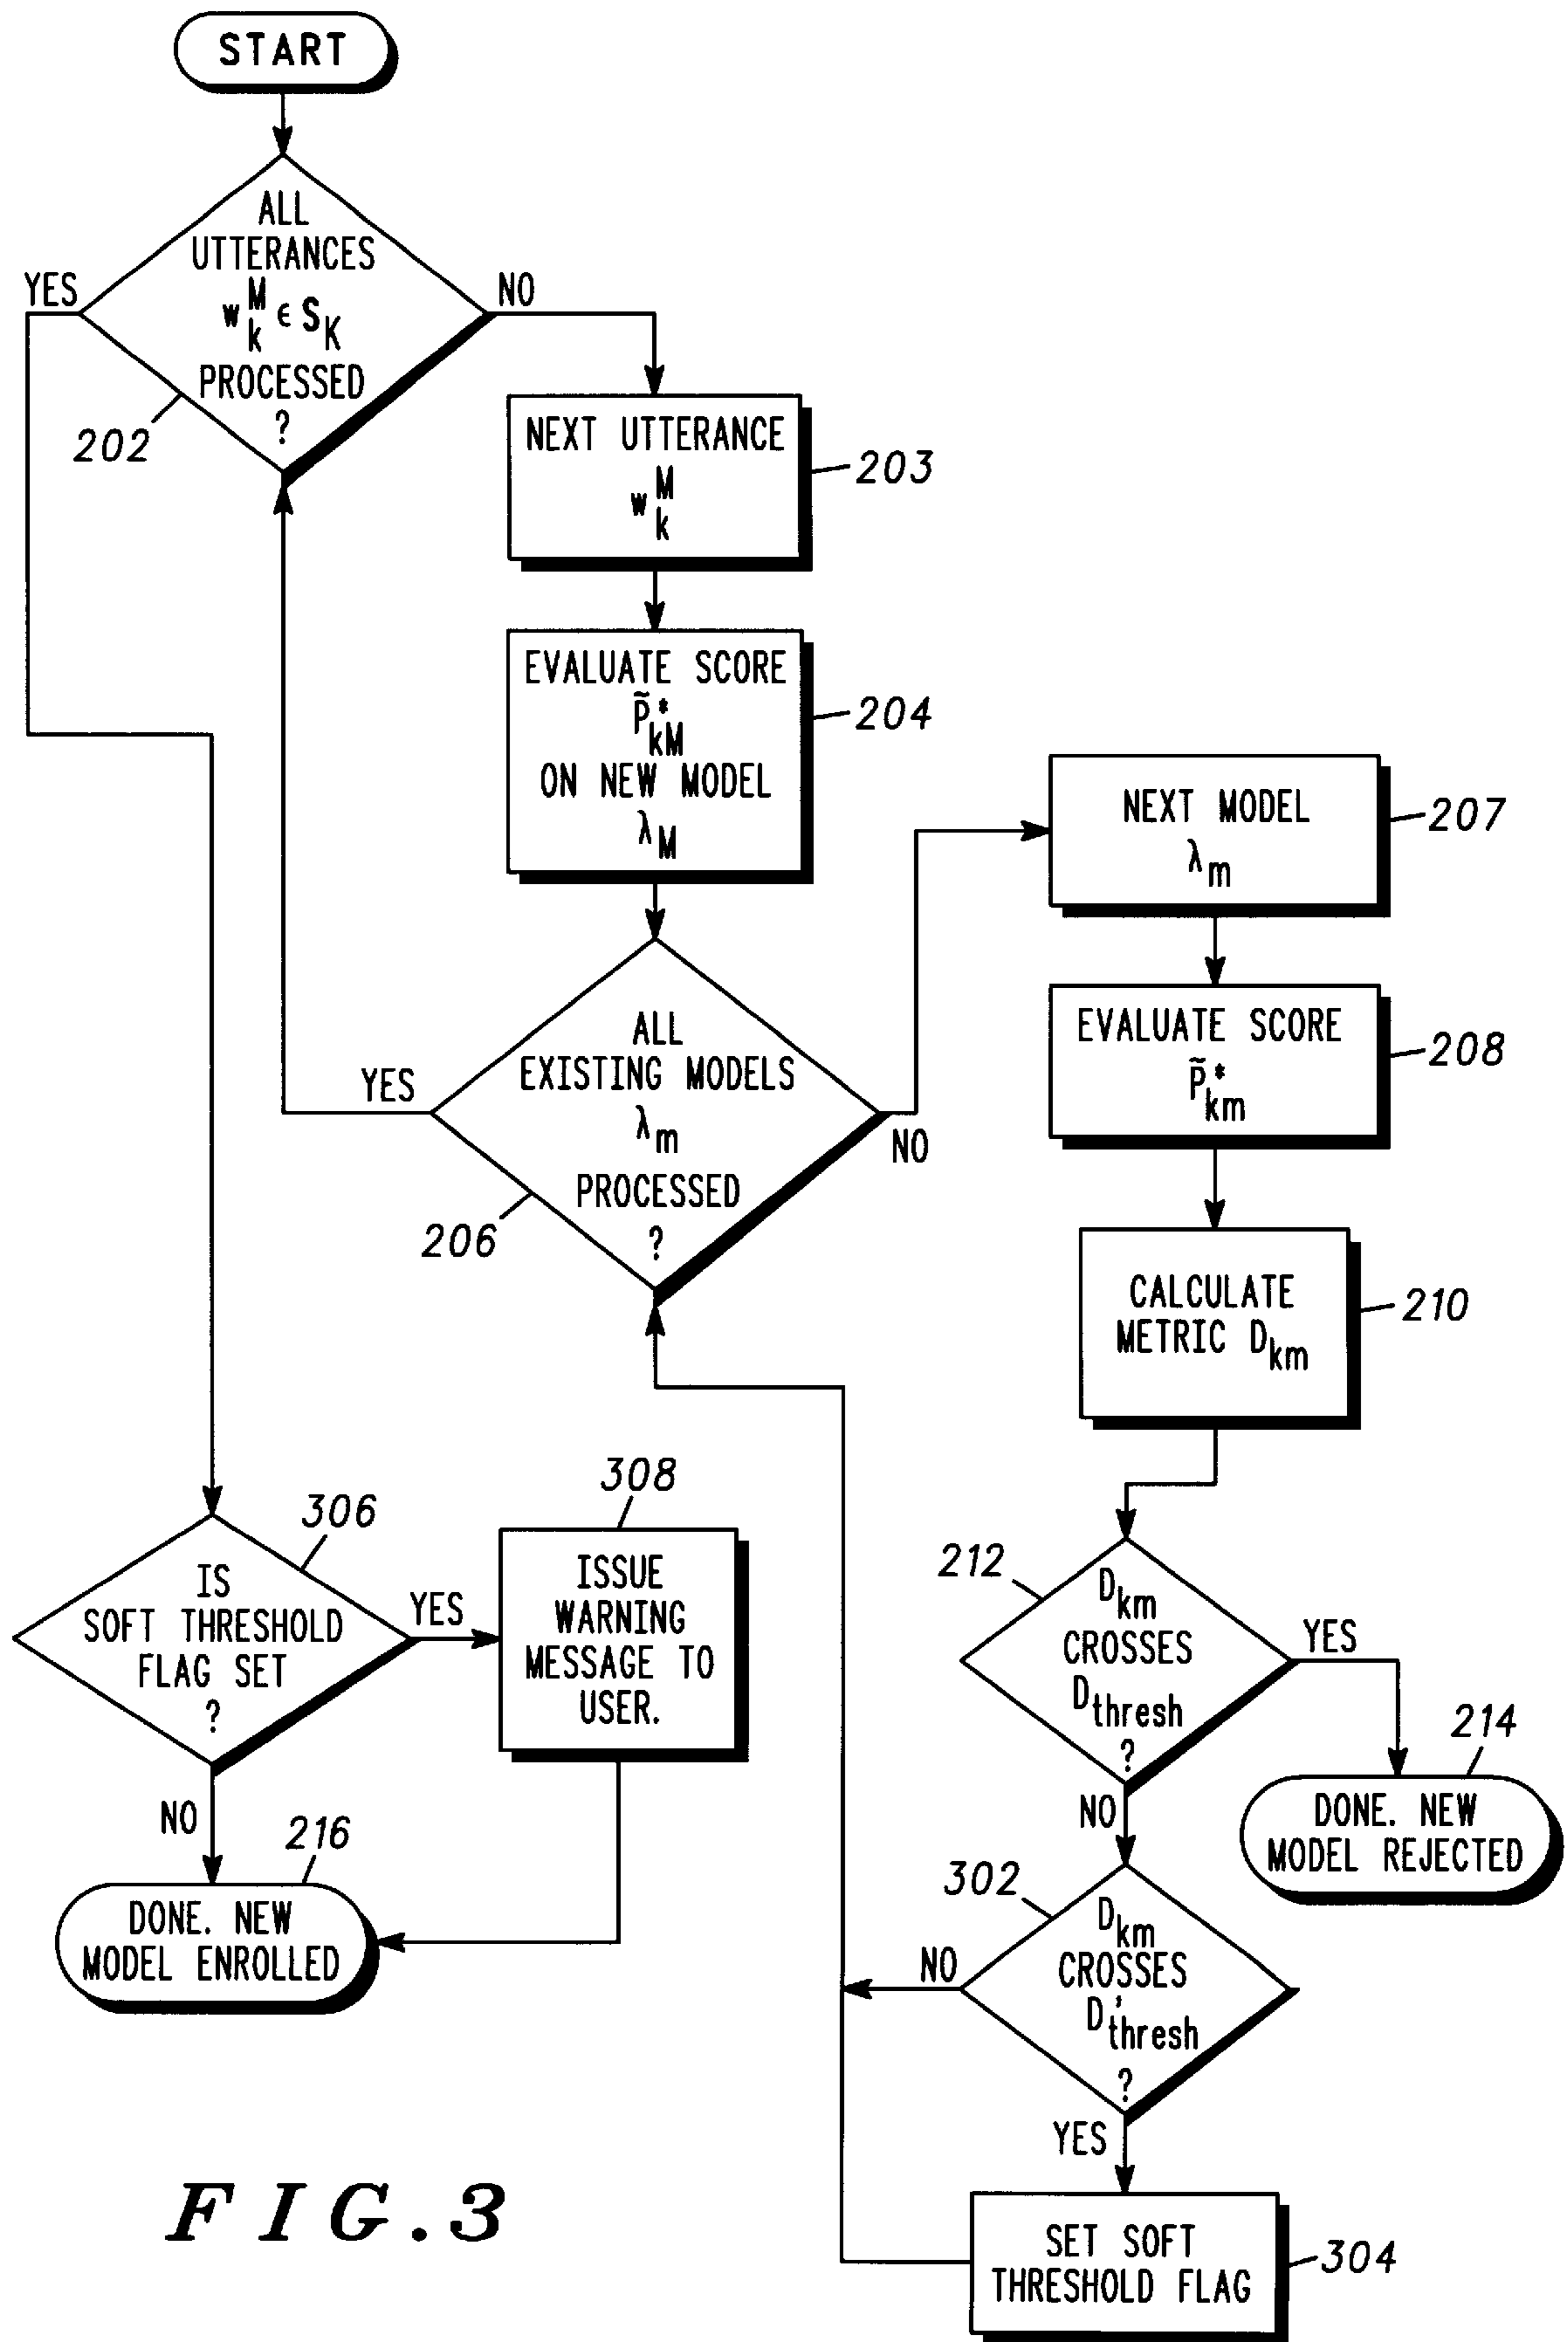 START
ALL
UTTERANCES
w_k^M ∈ S_K
PROCESSED
?
YES
NO
202
NEXT UTTERANCE
w_k^M
203
EVALUATE SCORE
P̃*_kM
ON NEW MODEL
λ_M
204
ALL
EXISTING MODELS
λ_m
PROCESSED
?
YES
NO
206
NEXT MODEL
λ_m
207
EVALUATE SCORE
P̃*_km
208
CALCULATE
METRIC D_km
210
212
D_km
CROSSES
D_thresh
?
YES
NO
214
DONE. NEW
MODEL REJECTED
302
D_km
CROSSES
D'_thresh
?
NO
YES
SET SOFT
THRESHOLD FLAG
304
306
IS
SOFT THRESHOLD
FLAG SET
?
YES
NO
308
ISSUE
WARNING
MESSAGE TO
USER.
216
DONE. NEW
MODEL ENROLLED
FIG.3